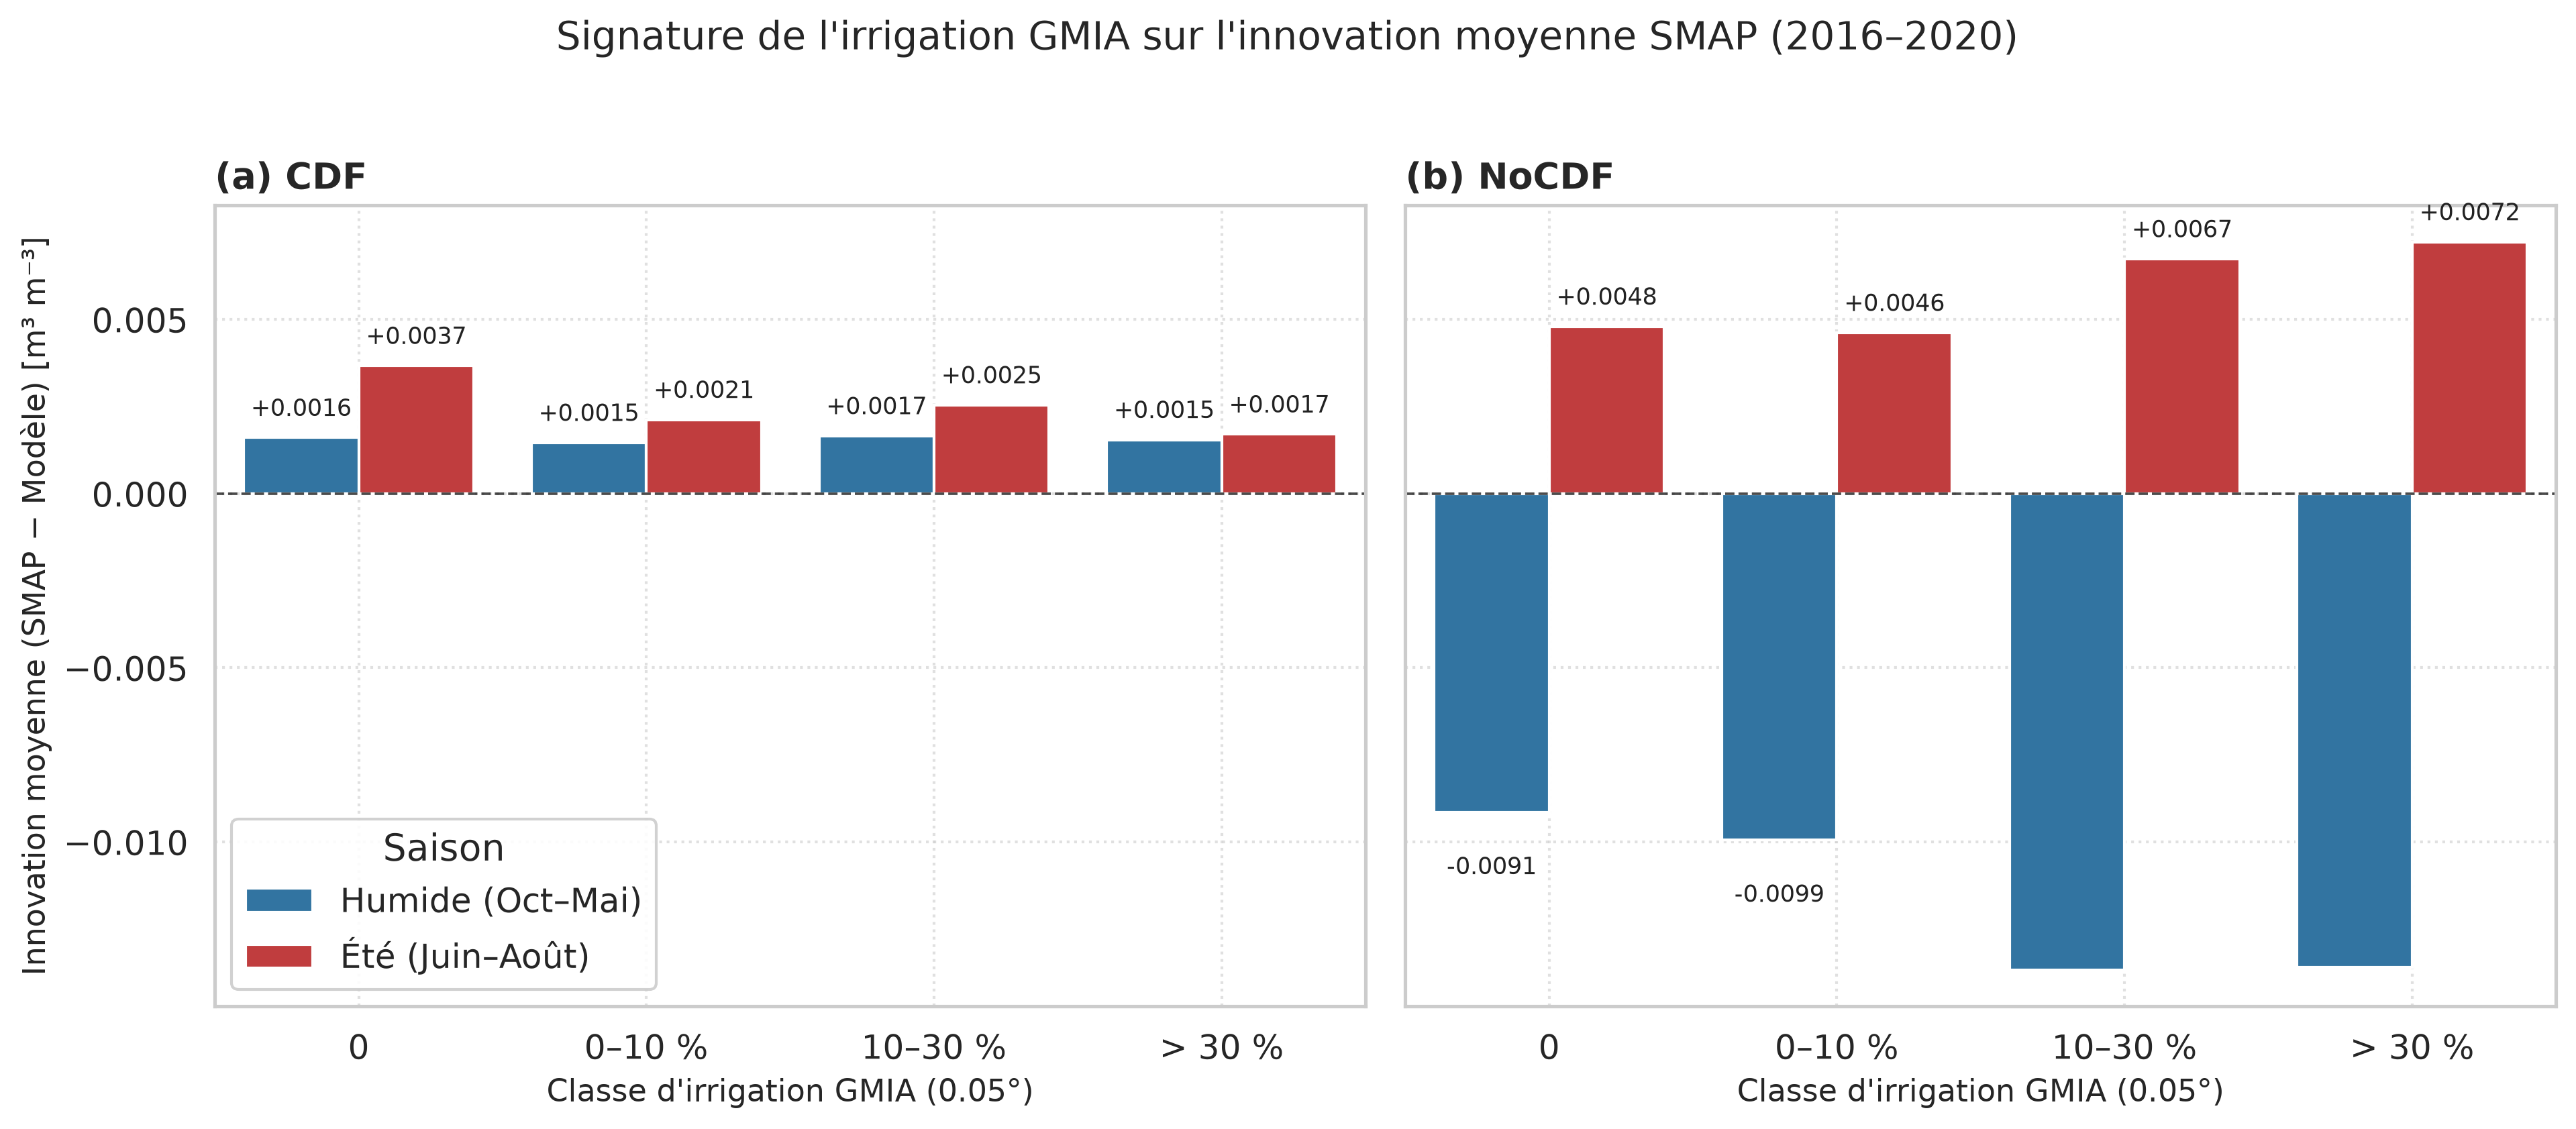 Signature de l'irrigation GMIA sur l'innovation moyenne SMAP (2016–2020)
(a) CDF
Innovation moyenne (SMAP − Modèle) [m³ m⁻³]
0.005
0.000
−0.005
−0.010
+0.0016
+0.0037
+0.0015
+0.0021
+0.0017
+0.0025
+0.0015
+0.0017
Saison
Humide (Oct–Mai)
Été (Juin–Août)
0
0–10 %
10–30 %
> 30 %
Classe d'irrigation GMIA (0.05°)
(b) NoCDF
+0.0048
+0.0046
+0.0067
+0.0072
-0.0091
-0.0099
0
0–10 %
10–30 %
> 30 %
Classe d'irrigation GMIA (0.05°)